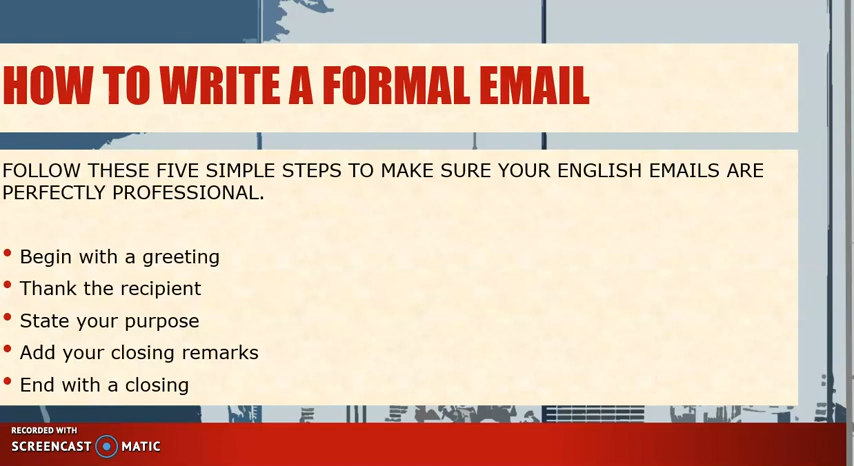 HOW TO WRITE A FORMAL EMAIL
FOLLOW THESE FIVE SIMPLE STEPS TO MAKE SURE YOUR ENGLISH EMAILS ARE
PERFECTLY PROFESSIONAL.
• Begin with a greeting
• Thank the recipient
• State your purpose
• Add your closing remarks
• End with a closing
RECORDED WITH
SCREENCAST MATIC